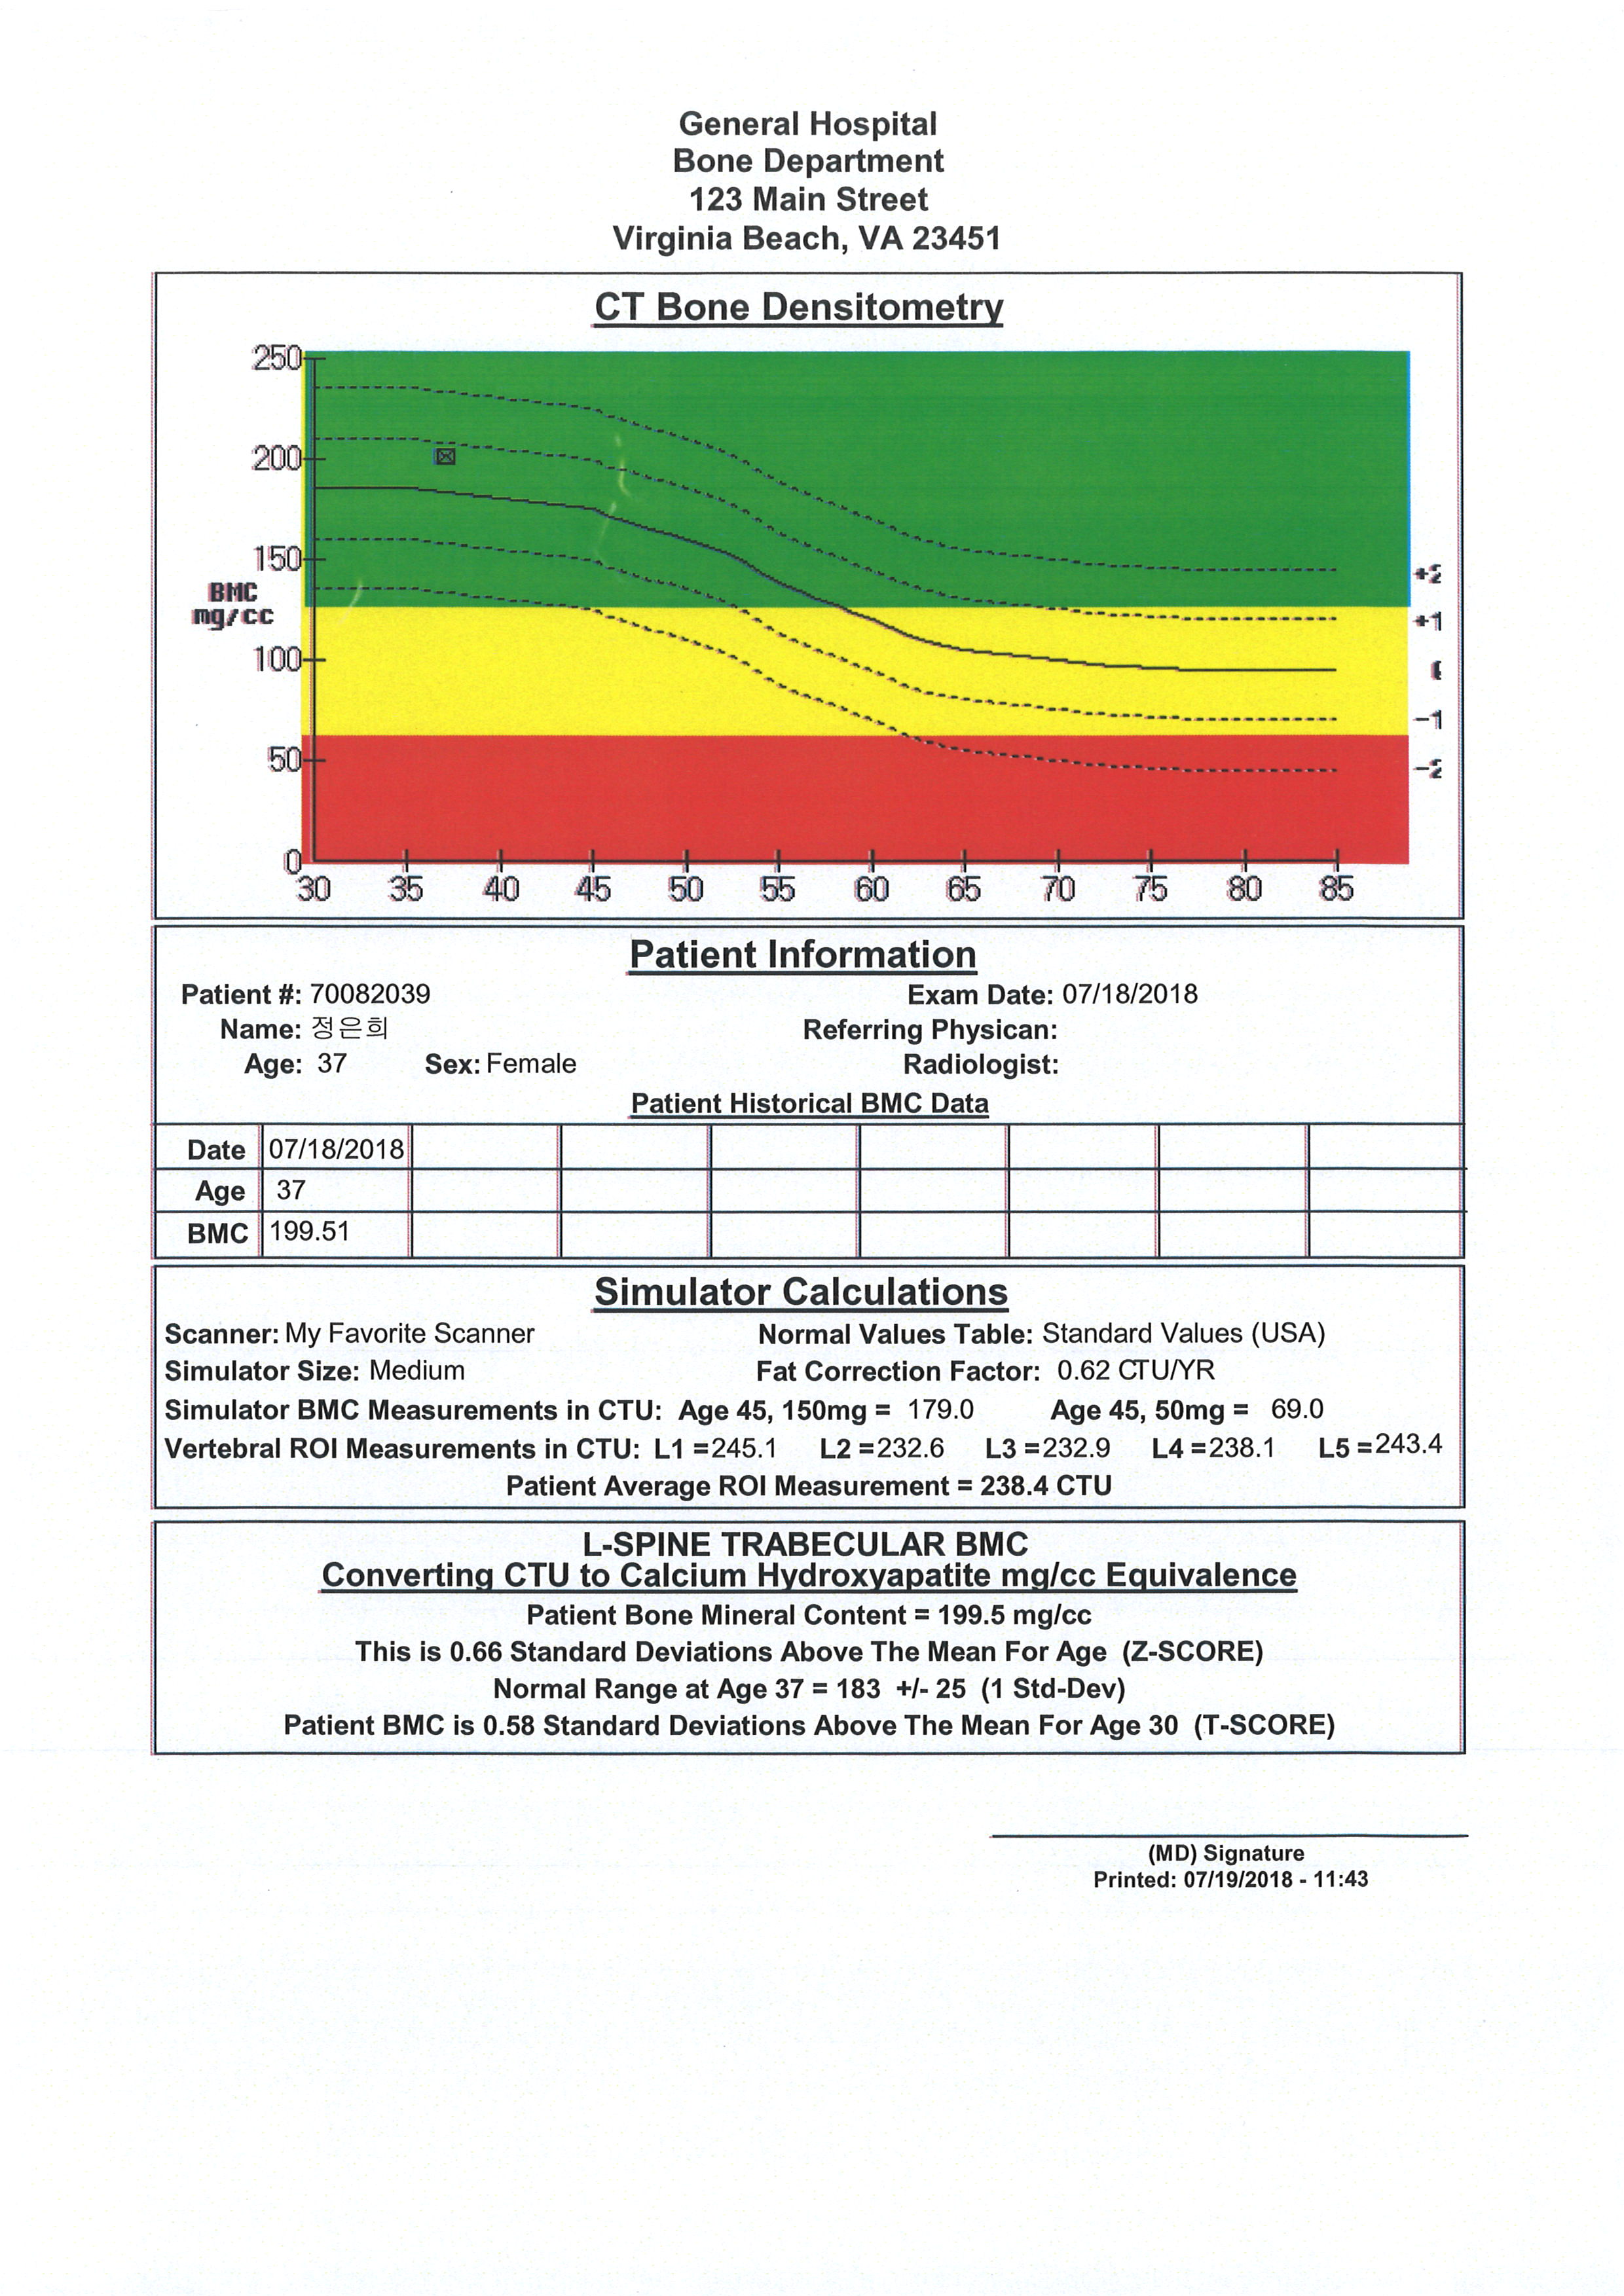 General Hospital
Bone Department
123 Main Street
Virginia Beach, VA 23451
CT Bone Densitometry
250
200
150
BMC
mg/cc
100
50
0
+2
+1
-1
-2
30 35 40 45 50 55 60 65 70 75 80 85
Patient Information
Patient #: 70082039 Exam Date: 07/18/2018
Name: 정은희 Referring Physican:
Age: 37 Sex: Female Radiologist:
Patient Historical BMC Data
Date 07/18/2018
Age 37
BMC 199.51
Simulator Calculations
Scanner: My Favorite Scanner Normal Values Table: Standard Values (USA)
Simulator Size: Medium Fat Correction Factor: 0.62 CTU/YR
Simulator BMC Measurements in CTU: Age 45, 150mg = 179.0 Age 45, 50mg = 69.0
Vertebral ROI Measurements in CTU: L1 =245.1 L2 =232.6 L3 =232.9 L4 =238.1 L5 =243.4
Patient Average ROI Measurement = 238.4 CTU
L-SPINE TRABECULAR BMC
Converting CTU to Calcium Hydroxyapatite mg/cc Equivalence
Patient Bone Mineral Content = 199.5 mg/cc
This is 0.66 Standard Deviations Above The Mean For Age (Z-SCORE)
Normal Range at Age 37 = 183 +/- 25 (1 Std-Dev)
Patient BMC is 0.58 Standard Deviations Above The Mean For Age 30 (T-SCORE)
(MD) Signature
Printed: 07/19/2018 - 11:43